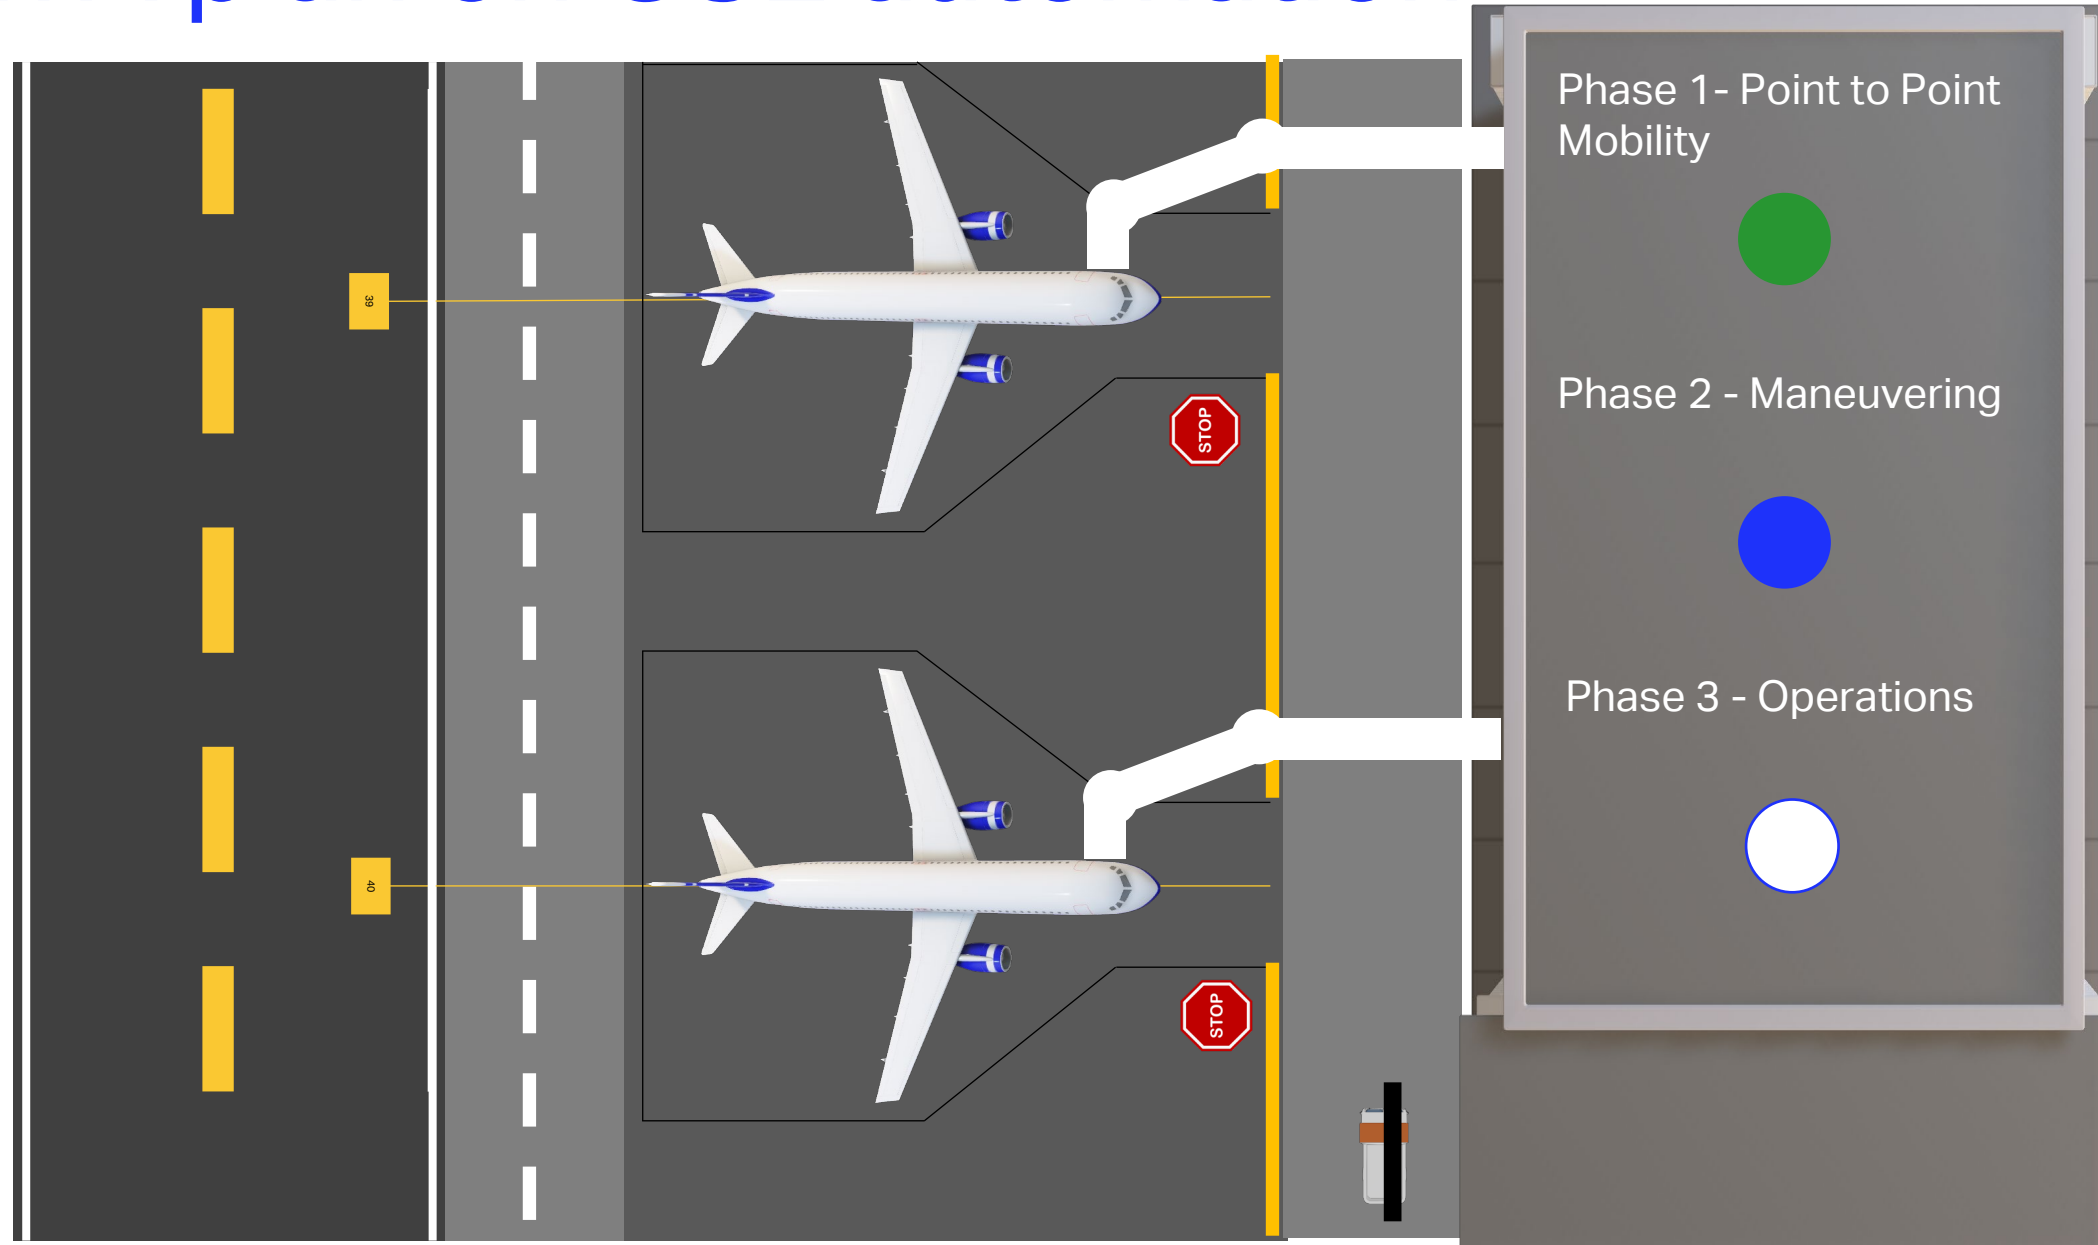 Phase 1- Point to Point
Mobility
39
STOP
Phase 2 - Maneuvering
Phase 3 - Operations
40
STOP